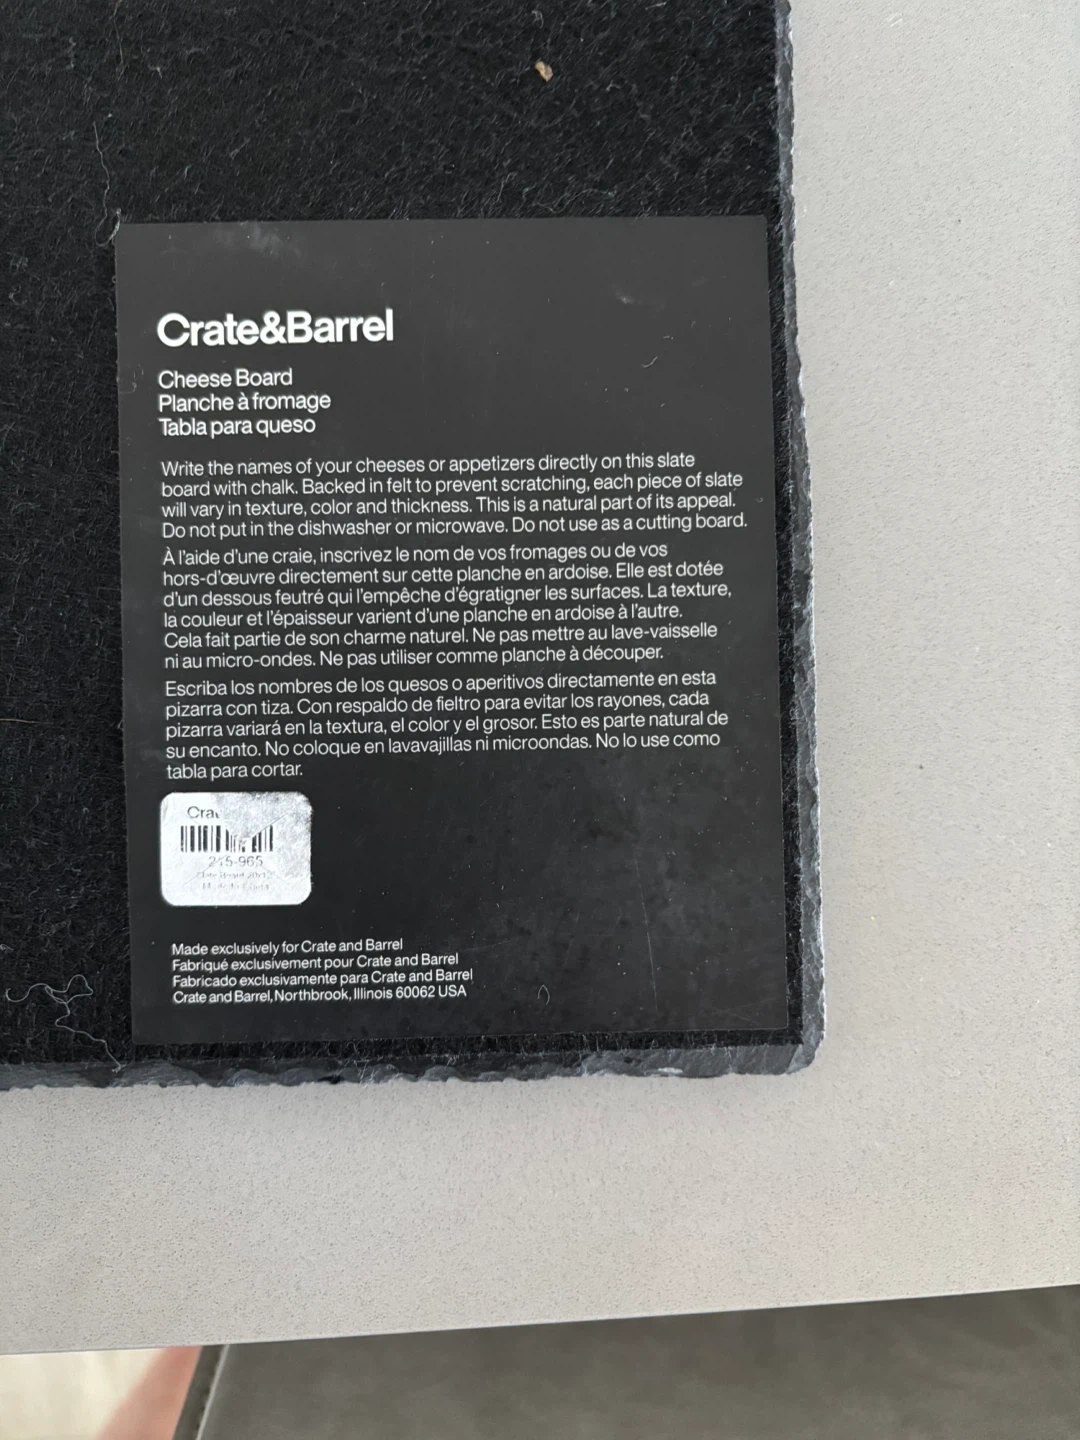 Crate&Barrel
Cheese Board
Planche à fromage
Tabla para queso
Write the names of your cheeses or appetizers directly on this slate
board with chalk. Backed in felt to prevent scratching, each piece of slate
will vary in texture, color and thickness. This is a natural part of its appeal.
Do not put in the dishwasher or microwave. Do not use as a cutting board.
À l'aide d'une craie, inscrivez le nom de vos fromages ou de vos
hors-d'œuvre directement sur cette planche en ardoise. Elle est dotée
d'un dessous feutré qui l'empêche d'égratigner les surfaces. La texture,
la couleur et l'épaisseur varient d'une planche en ardoise à l'autre.
Cela fait partie de son charme naturel. Ne pas mettre au lave-vaisselle
ni au micro-ondes. Ne pas utiliser comme planche à découper.
Escriba los nombres de los quesos o aperitivos directamente en esta
pizarra con tiza. Con respaldo de fieltro para evitar los rayones, cada
pizarra variará en la textura, el color y el grosor. Esto es parte natural de
su encanto. No coloque en lavavajillas ni microondas. No lo use como
tabla para cortar.
Made exclusively for Crate and Barrel
Fabriqué exclusivement pour Crate and Barrel
Fabricado exclusivamente para Crate and Barrel
Crate and Barrel, Northbrook, Illinois 60062 USA